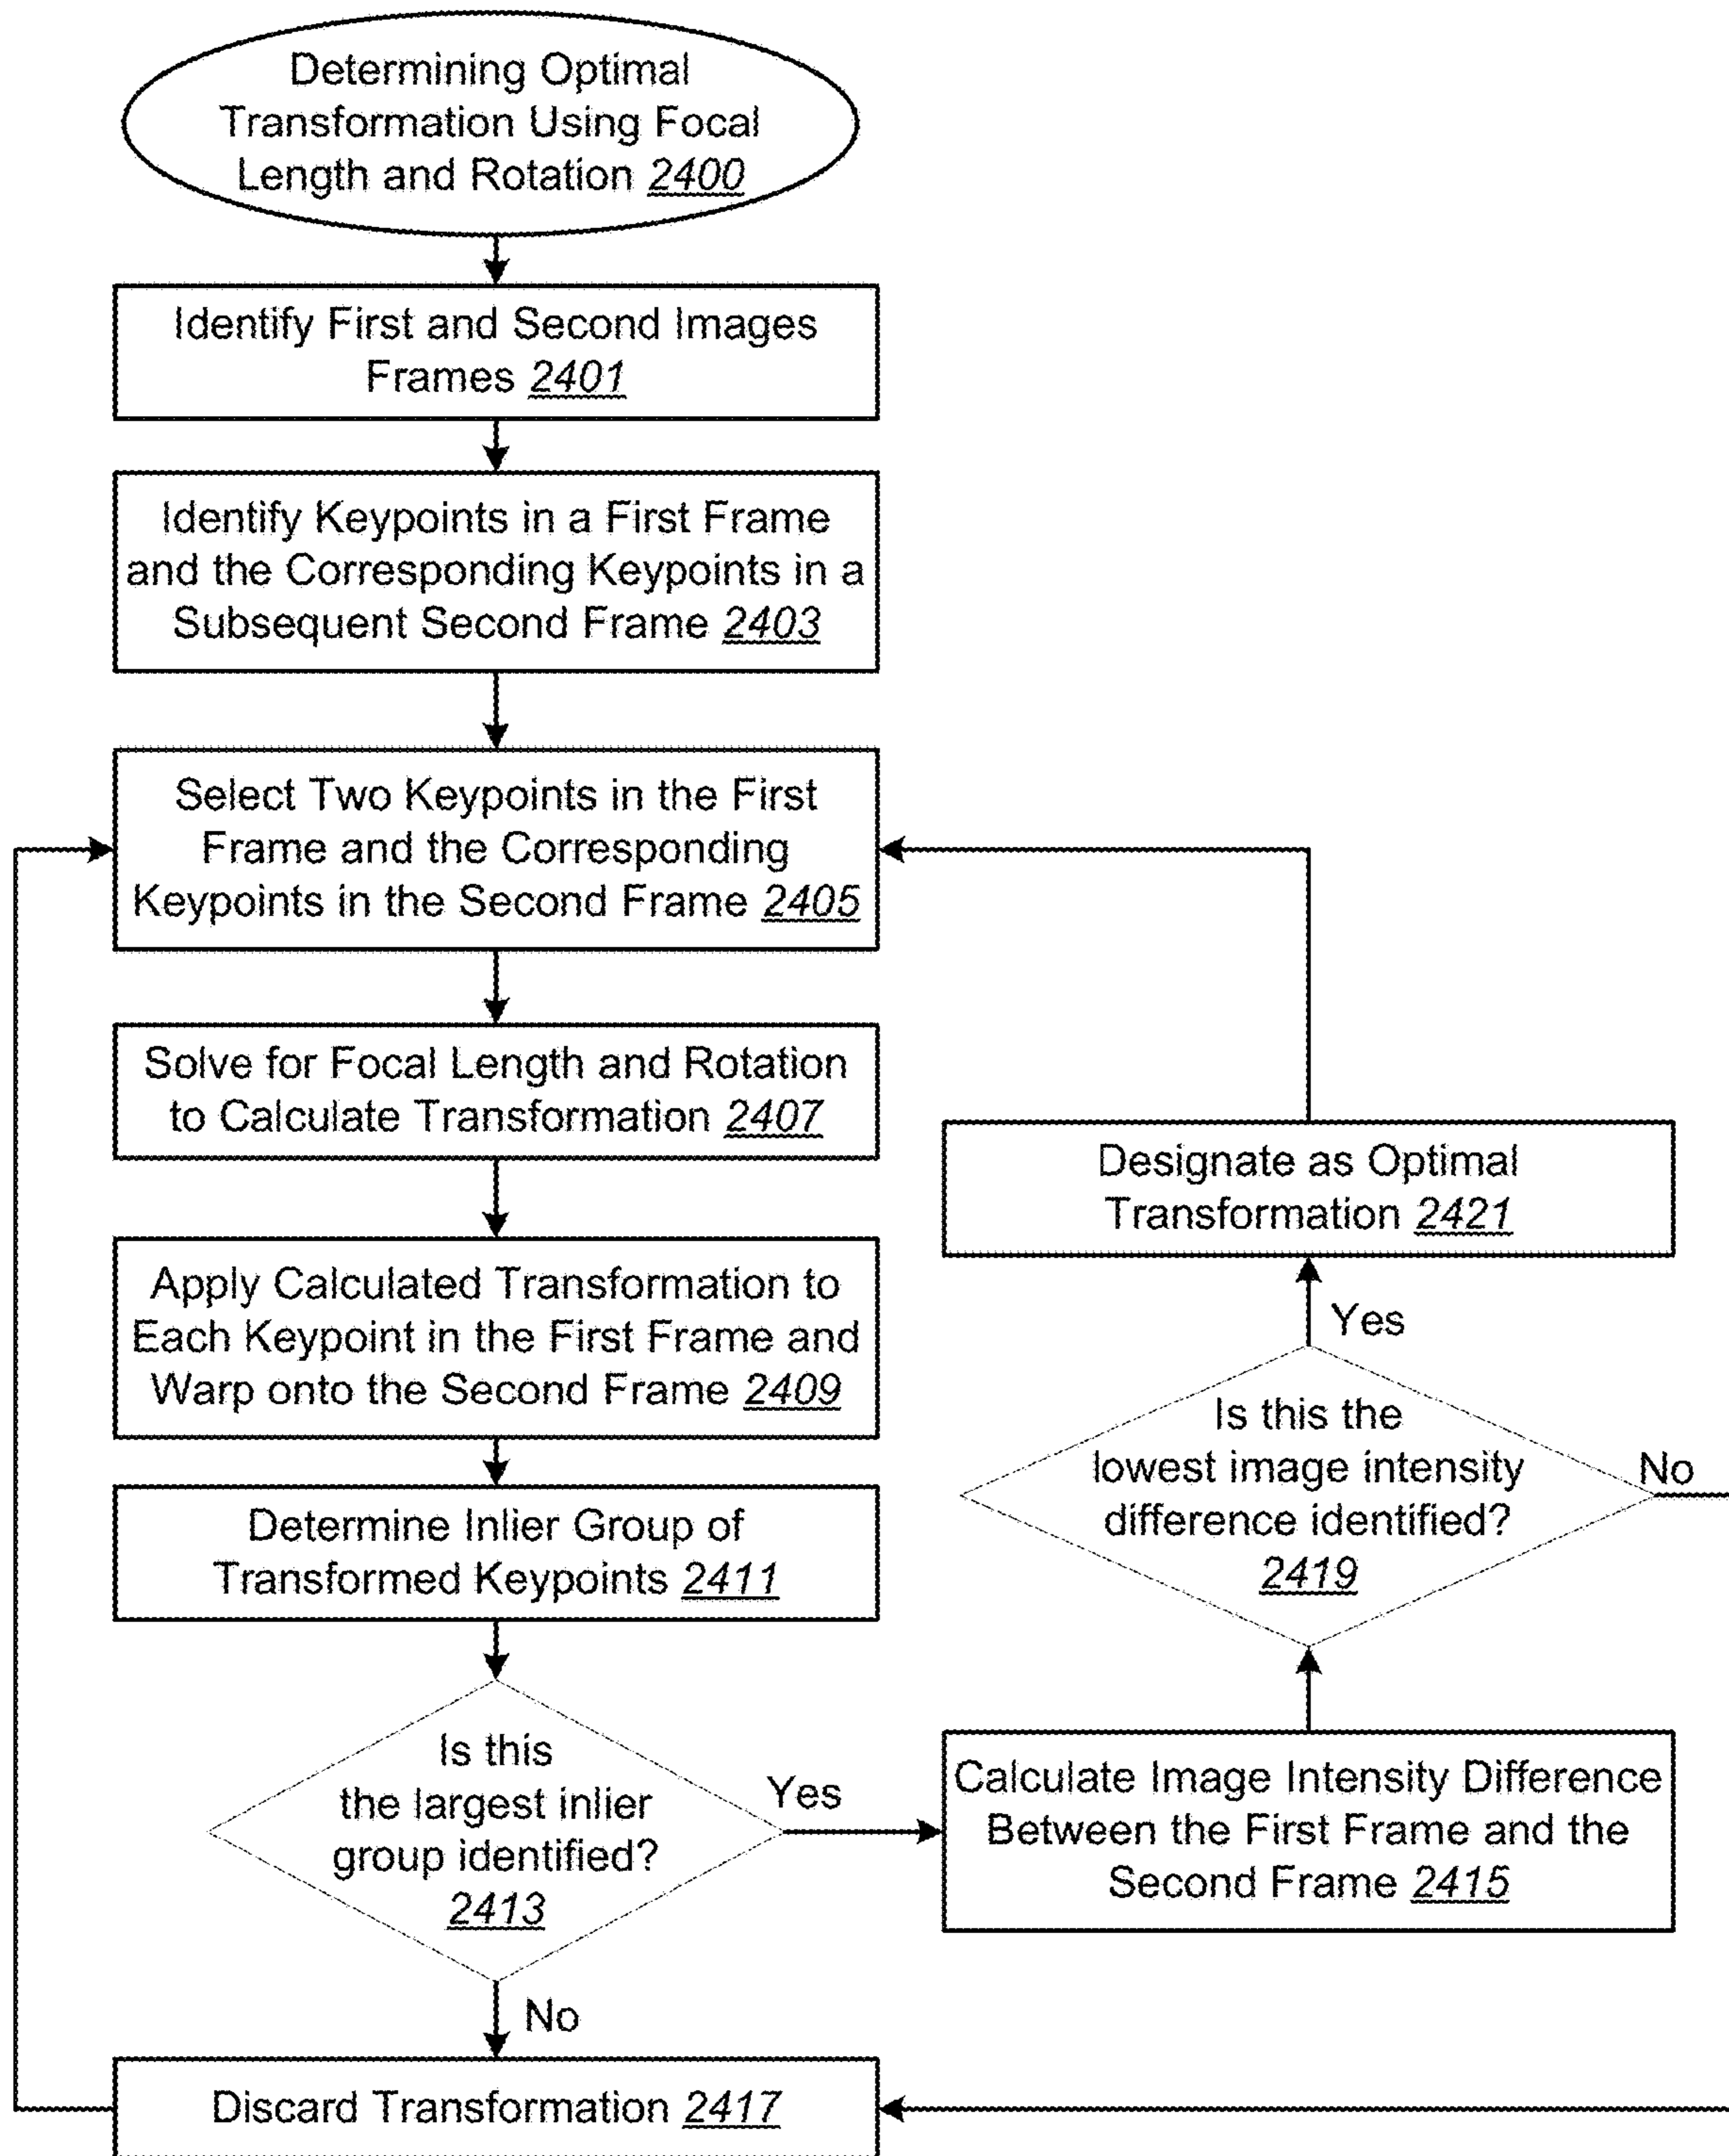 Determining Optimal
Transformation Using Focal
Length and Rotation 2400
Identify First and Second Images
Frames 2401
Identify Keypoints in a First Frame
and the Corresponding Keypoints in a
Subsequent Second Frame 2403
Select Two Keypoints in the First
Frame and the Corresponding
Keypoints in the Second Frame 2405
Solve for Focal Length and Rotation
to Calculate Transformation 2407
Apply Calculated Transformation to
Each Keypoint in the First Frame and
Warp onto the Second Frame 2409
Determine Inlier Group of
Transformed Keypoints 2411
Is this
the largest inlier
group identified?
2413
Yes
No
Calculate Image Intensity Difference
Between the First Frame and the
Second Frame 2415
Is this the
lowest image intensity
difference identified?
2419
Yes
No
Designate as Optimal
Transformation 2421
Discard Transformation 2417